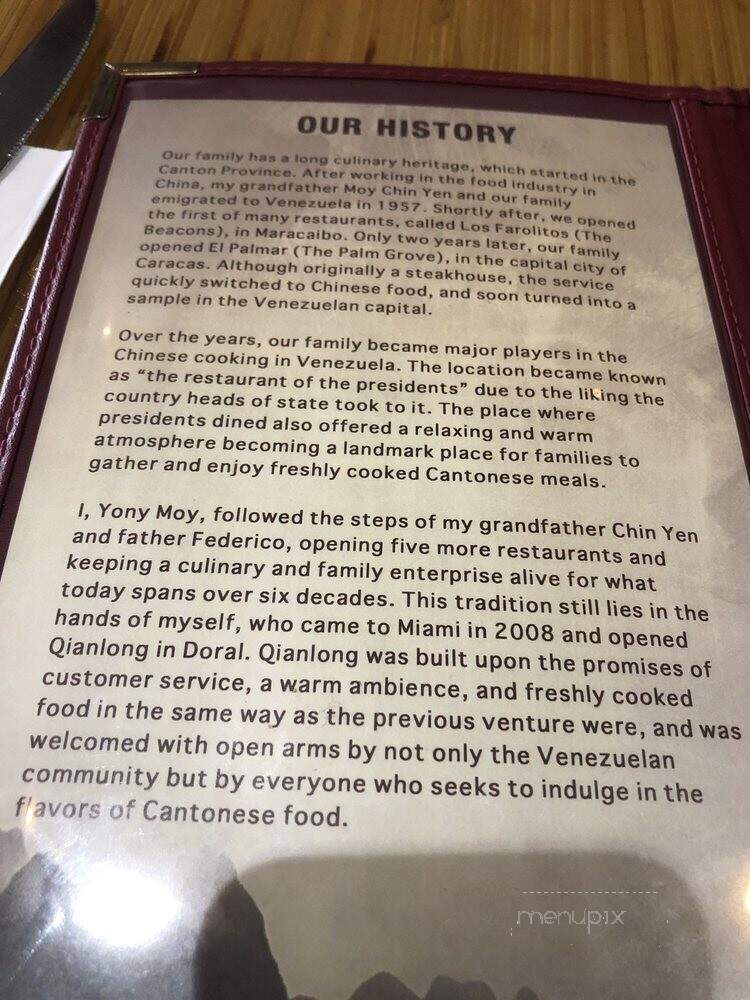 OUR HISTORY
Our family has a long culinary heritage, which started in the
Canton Province. After working in the food industry in
China, my grandfather Moy Chin Yen and our family
emigrated to Venezuela in 1957. Shortly after, we opened
the first of many restaurants, called Los Farolitos (The
Beacons), in Maracaibo. Only two years later, our family
opened El Palmar (The Palm Grove), in the capital city of
Caracas. Although originally a steakhouse, the service
quickly switched to Chinese food, and soon turned into a
sample in the Venezuelan capital.
Over the years, our family became major players in the
Chinese cooking in Venezuela. The location became known
as “the restaurant of the presidents” due to the liking the
country heads of state took to it. The place where
presidents dined also offered a relaxing and warm
atmosphere becoming a landmark place for families to
gather and enjoy freshly cooked Cantonese meals.
I, Yony Moy, followed the steps of my grandfather Chin Yen
and father Federico, opening five more restaurants and
keeping a culinary and family enterprise alive for what
today spans over six decades. This tradition still lies in the
hands of myself, who came to Miami in 2008 and opened
Qianlong in Doral. Qianlong was built upon the promises of
customer service, a warm ambience, and freshly cooked
food in the same way as the previous venture were, and was
welcomed with open arms by not only the Venezuelan
community but by everyone who seeks to indulge in the
flavors of Cantonese food.
menupix